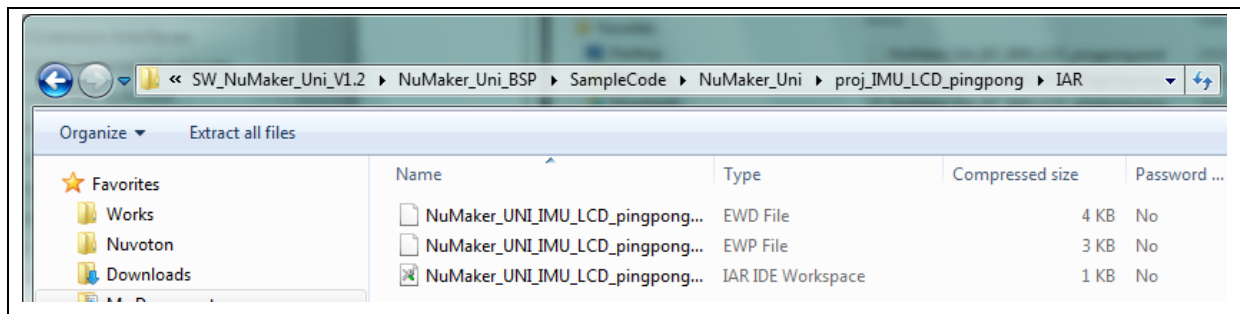 « SW_NuMaker_Uni_V1.2 ▸ NuMaker_Uni_BSP ▸ SampleCode ▸ NuMaker_Uni ▸ proj_IMU_LCD_pingpong ▸ IAR
Organize Extract all files
Favorites
Works
Nuvoton
Downloads
Name Type Compressed size Password ...
NuMaker_UNI_IMU_LCD_pingpong... EWD File 4 KB No
NuMaker_UNI_IMU_LCD_pingpong... EWP File 3 KB No
NuMaker_UNI_IMU_LCD_pingpong... IAR IDE Workspace 1 KB No